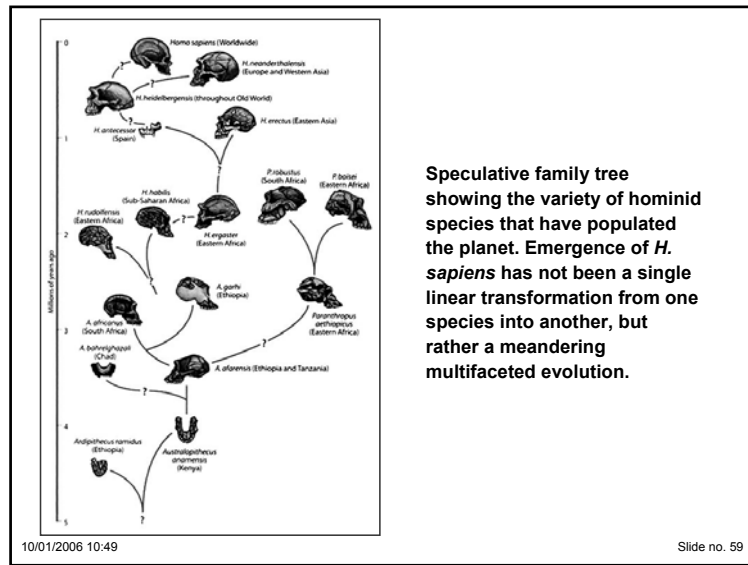 0
Homo sapiens (Worldwide)
?
H. neanderthalensis
(Europe and Western Asia)
?
H. heidelbergensis (throughout Old World)
?
H. antecessor
(Spain)
H. erectus (Eastern Asia)
1
?
P. robustus
(South Africa)
P. boisei
(Eastern Africa)
H. habilis
(Sub-Saharan Africa)
H. rudolfensis
(Eastern Africa)
?
H. ergaster
(Eastern Africa)
2
Millions of years ago
?
A. garhi
(Ethiopia)
A. africanus
(South Africa)
Paranthropus
aethiopicus
(Eastern Africa)
3
?
A. bahrelghazali
(Chad)
A. afarensis (Ethiopia and Tanzania)
?
4
Ardipithecus ramidus
(Ethiopia)
Australopithecus
anamensis
(Kenya)
5
?
Speculative family tree
showing the variety of hominid
species that have populated
the planet. Emergence of H.
sapiens has not been a single
linear transformation from one
species into another, but
rather a meandering
multifaceted evolution.
10/01/2006 10:49
Slide no. 59